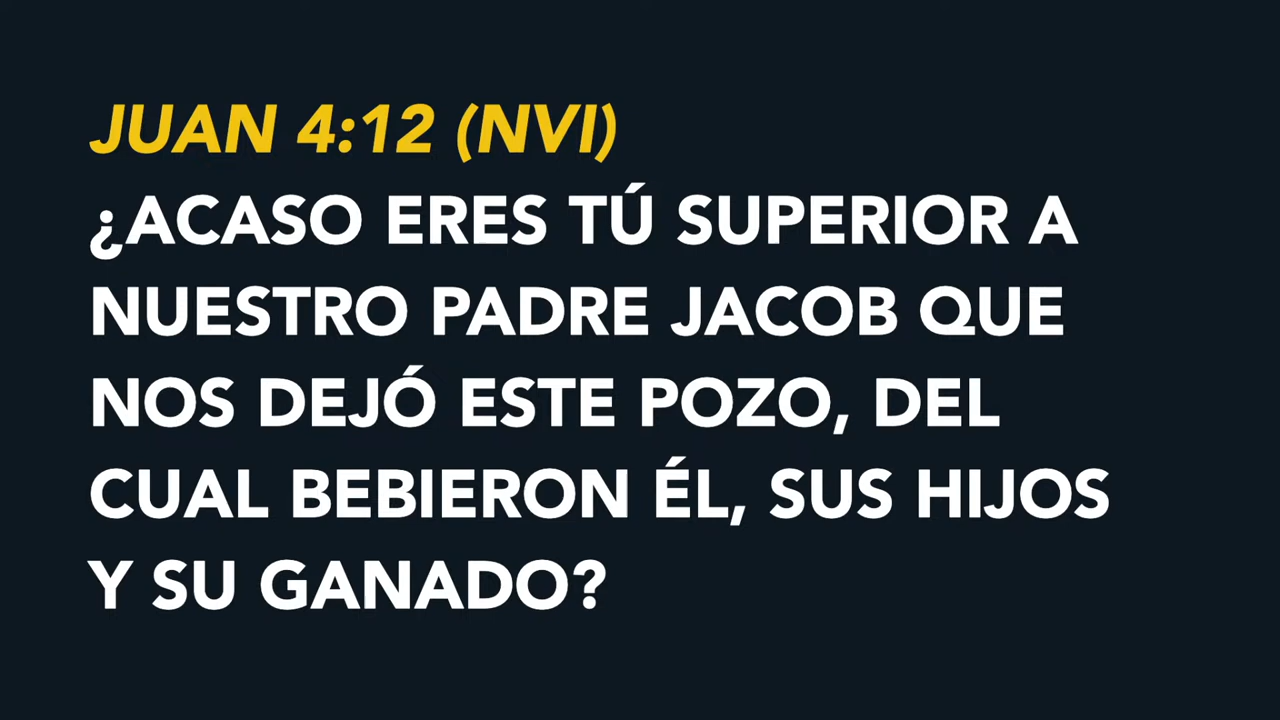 JUAN 4:12 (NVI)
¿ACASO ERES TÚ SUPERIOR A
NUESTRO PADRE JACOB QUE
NOS DEJÓ ESTE POZO, DEL
CUAL BEBIERON ÉL, SUS HIJOS
Y SU GANADO?